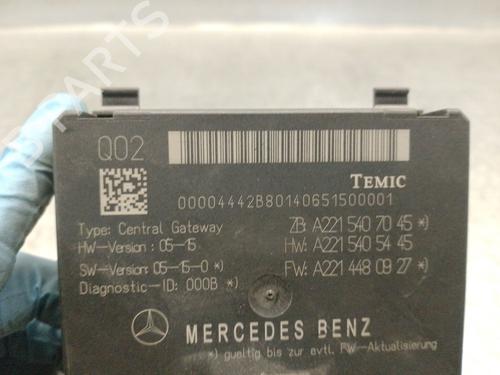 Q02
TEMIC
00004442B80140651500001
Type: Central Gateway
HW-Version : 05-15
SW-Version: 05-15-0 *)
Diagnostic-ID: 000B *)
ZB: A221 540 70 45 *)
HW: A221 540 54 45
FW: A221 448 09 27 *)
MERCEDES BENZ
*) gueltig bis zur evtl. FW-Aktualisierung
PARTS